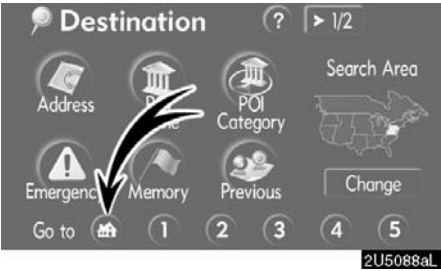 Destination ? > 1/2
Search Area
Address POI
Category
Memory Previous Change
Go to 1 2 3 4 5
2U5088aL